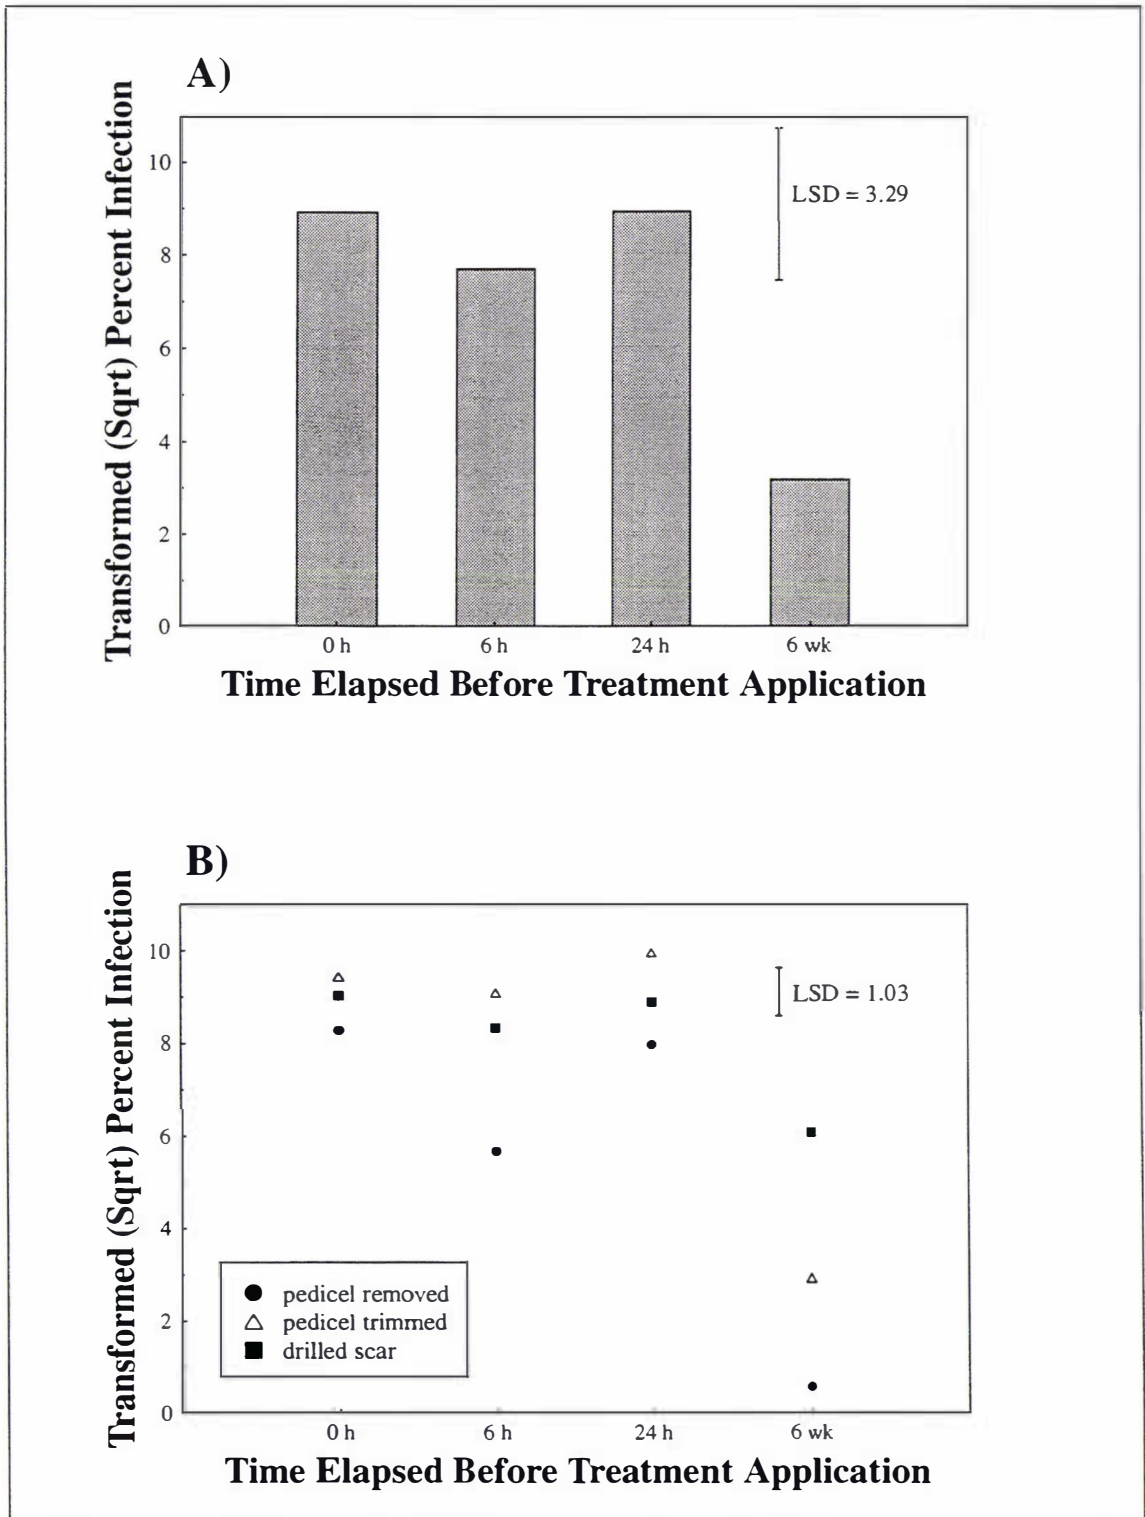 A)
Transformed (Sqrt) Percent Infection
10
8
6
4
2
0
LSD = 3.29
0 h
6 h
24 h
6 wk
Time Elapsed Before Treatment Application
B)
Transformed (Sqrt) Percent Infection
10
8
6
4
2
0
LSD = 1.03
pedicel removed
pedicel trimmed
drilled scar
0 h
6 h
24 h
6 wk
Time Elapsed Before Treatment Application